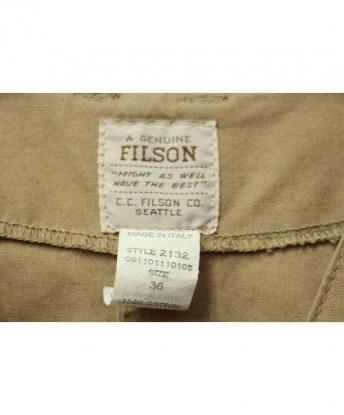 A GENUINE
FILSON
"MIGHT AS WELL
HAVE THE BEST"
C.C. FILSON CO.
SEATTLE
MADE IN ITALY
STYLE 2132
09110111010B
SIZE
36
100% COTTON